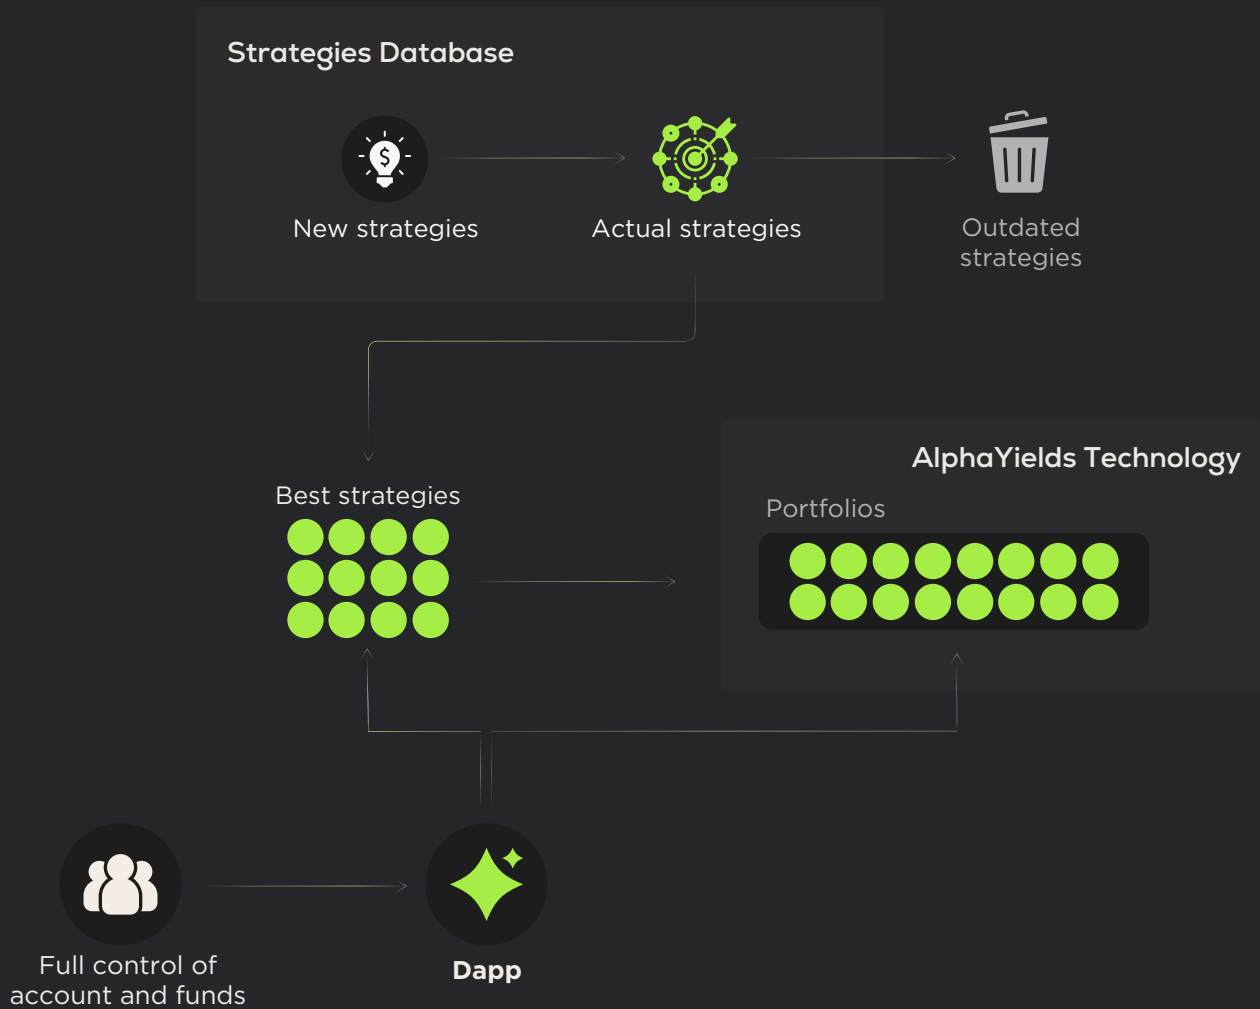 Strategies Database
$
New strategies
Actual strategies
Outdated
strategies
Best strategies
AlphaYields Technology
Portfolios
Full control of
account and funds
Dapp